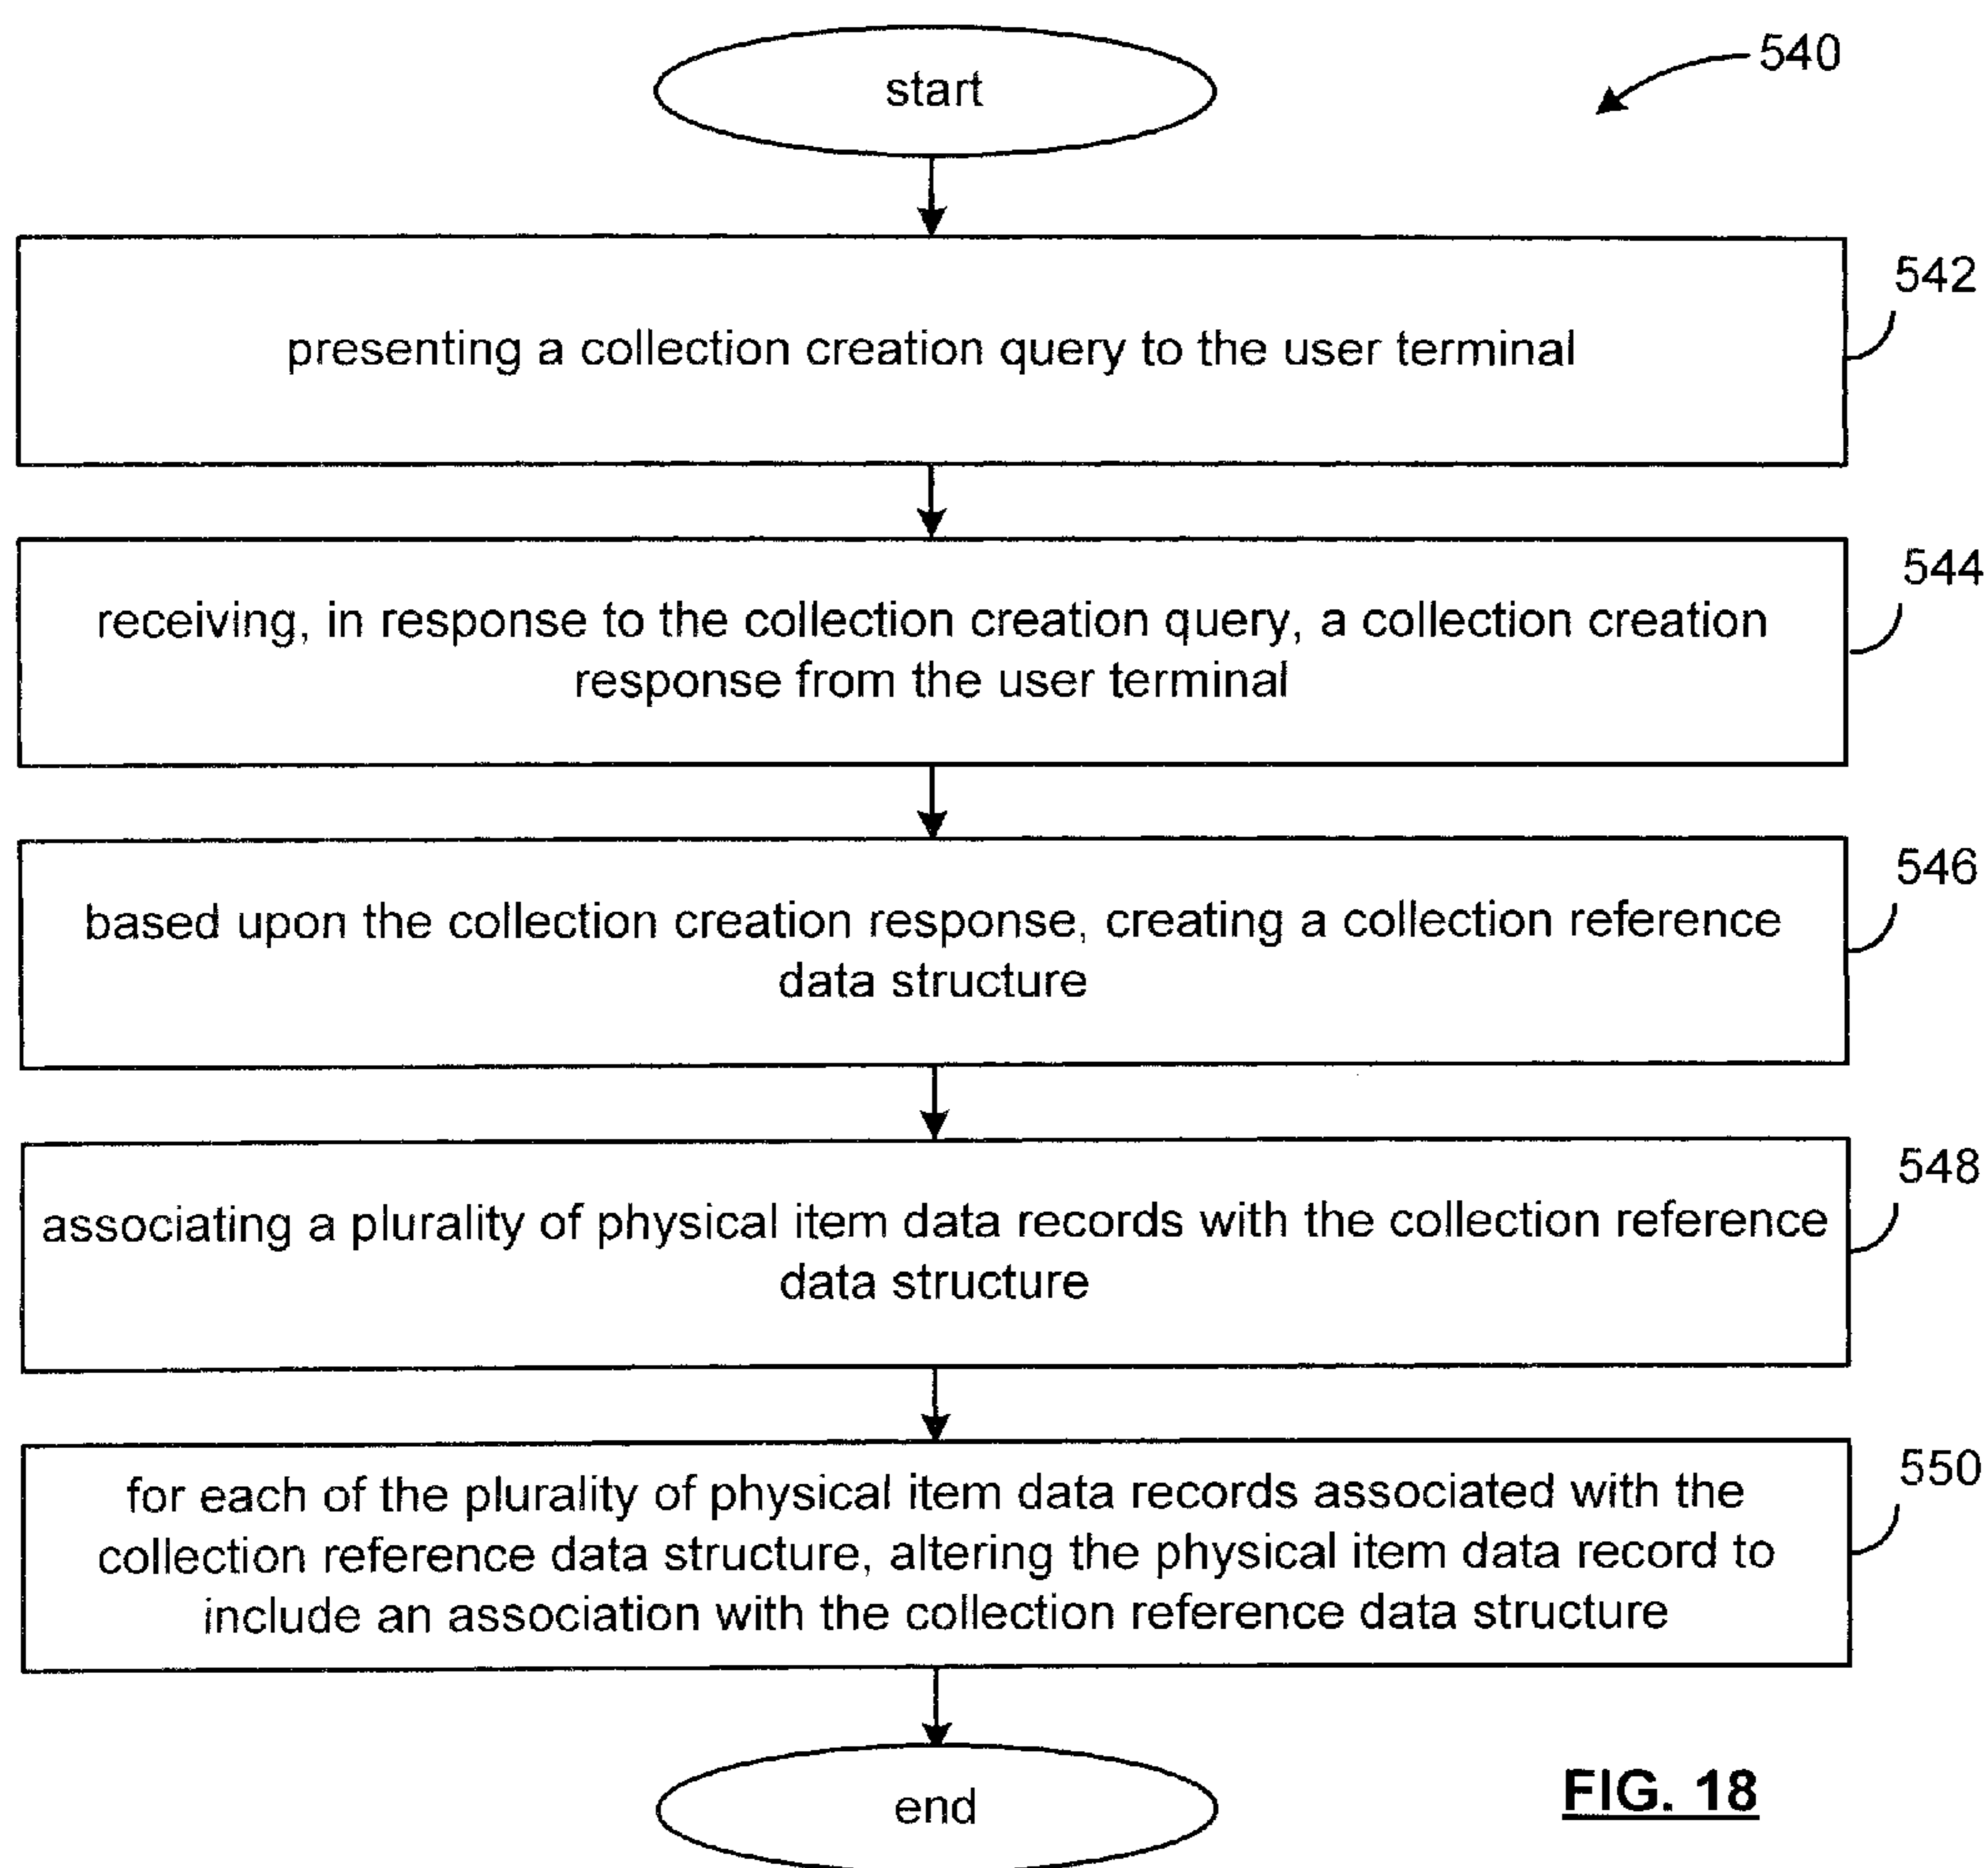 start
540
presenting a collection creation query to the user terminal
542
receiving, in response to the collection creation query, a collection creation
response from the user terminal
544
based upon the collection creation response, creating a collection reference
data structure
546
associating a plurality of physical item data records with the collection reference
data structure
548
for each of the plurality of physical item data records associated with the
collection reference data structure, altering the physical item data record to
include an association with the collection reference data structure
550
end
FIG. 18